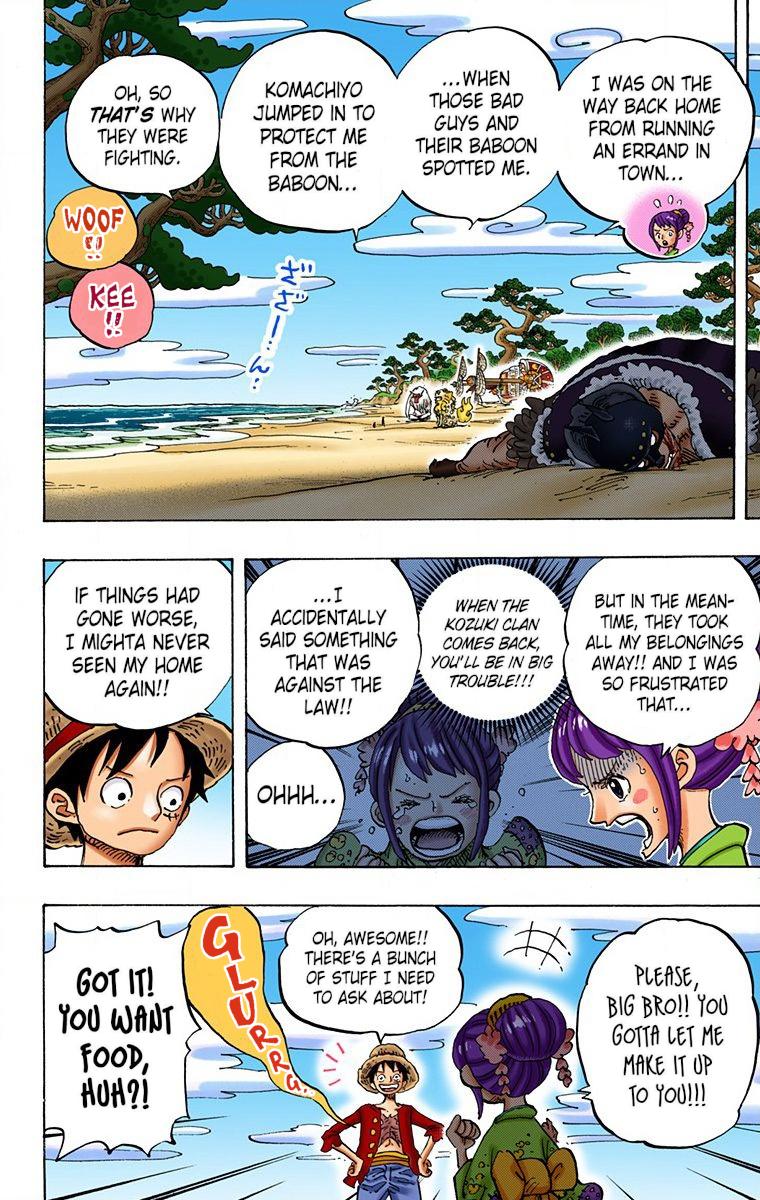 I WAS ON THE
WAY BACK HOME
FROM RUNNING
AN ERRAND IN
TOWN...
...WHEN
THOSE BAD
GUYS AND
THEIR BABOON
SPOTTED ME.
KOMACHIYO
JUMPED IN TO
PROTECT ME
FROM THE
BABOON...
OH, SO
THAT'S WHY
THEY WERE
FIGHTING.
WOOF
!!
KEE
!!
ザザーン…
BUT IN THE MEAN-
TIME, THEY TOOK
ALL MY BELONGINGS
AWAY!! AND I WAS
SO FRUSTRATED
THAT...
WHEN THE
KOZUKI CLAN
COMES BACK,
YOU'LL BE IN BIG
TROUBLE!!!
...I
ACCIDENTALLY
SAID SOMETHING
THAT WAS
AGAINST THE
LAW!!
OHHH...
IF THINGS HAD
GONE WORSE,
I MIGHTA NEVER
SEEN MY HOME
AGAIN!!
PLEASE,
BIG BRO!! YOU
GOTTA LET ME
MAKE IT UP
TO YOU!!!
OH, AWESOME!!
THERE'S A BUNCH
OF STUFF I NEED
TO ASK ABOUT!
GLURRG...
GOT IT!
YOU WANT
FOOD,
HUH?!